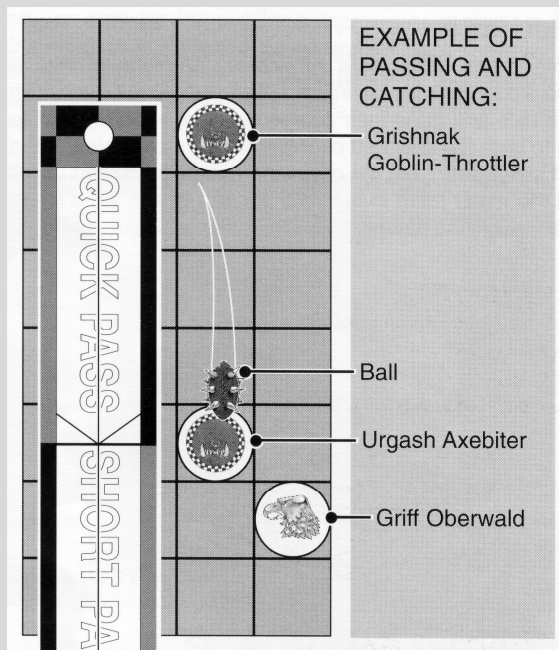 EXAMPLE OF
PASSING AND
CATCHING:
Grishnak
Goblin-Throttler
Ball
Urgash Axebiter
Griff Oberwald
QUICK PASS
SHORT PA